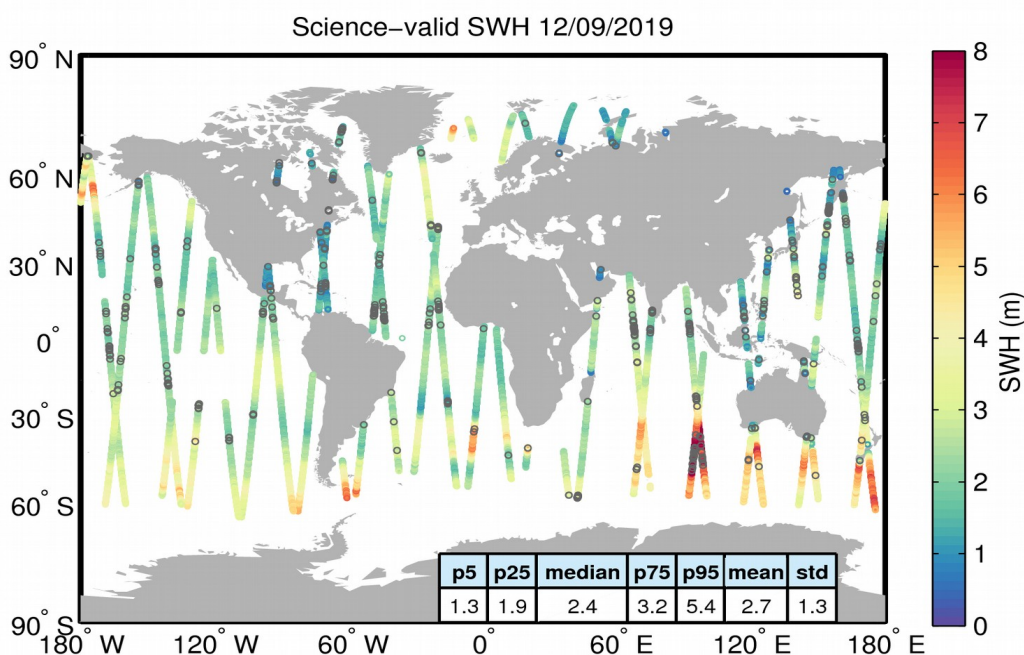 Science-valid SWH 12/09/2019
90° N
60° N
30° N
0°
30° S
60° S
90° S
180° W
120° W
60° W
0°
60° E
120° E
180° E
p5 p25 median p75 p95 mean std
1.3 1.9 2.4 3.2 5.4 2.7 1.3
8
7
6
5
4
3
2
1
0
SWH (m)